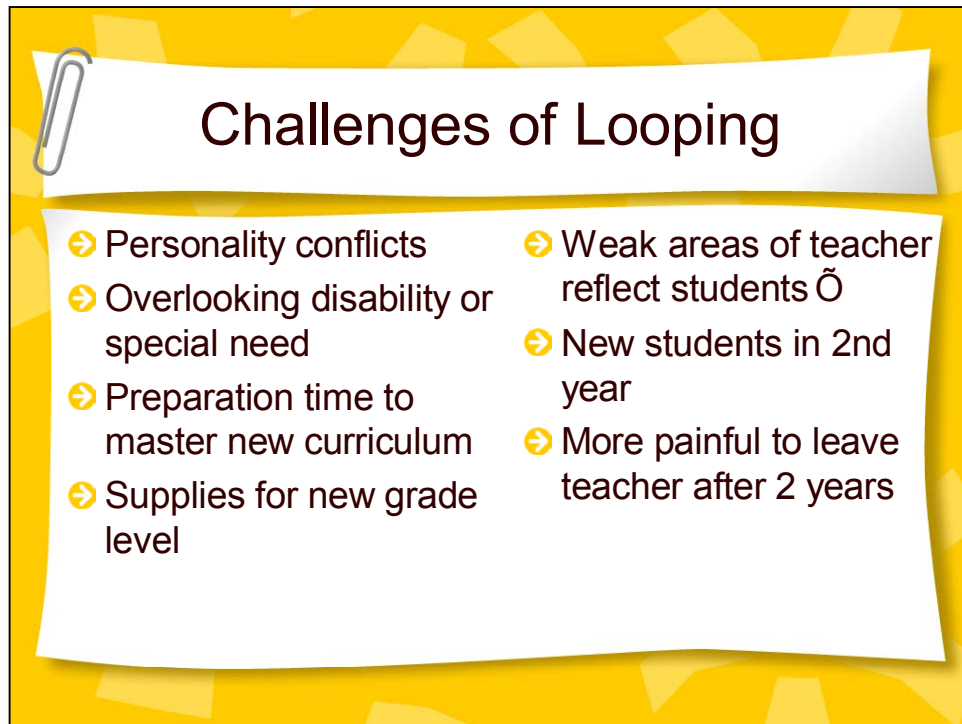 Challenges of Looping
Personality conflicts
Overlooking disability or
special need
Preparation time to
master new curriculum
Supplies for new grade
level
Weak areas of teacher
reflect students Õ
New students in 2nd
year
More painful to leave
teacher after 2 years